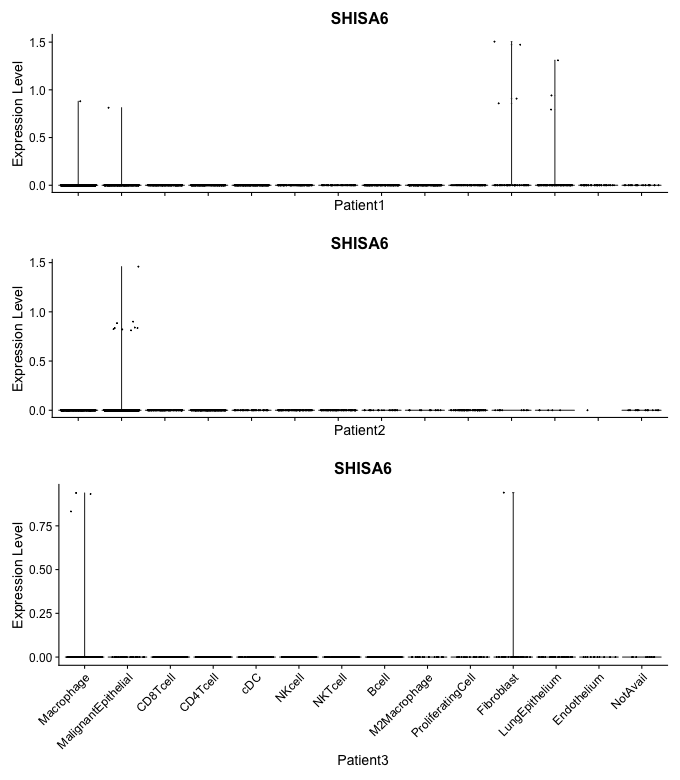 SHISA6
Expression Level
1.5
1.0
0.5
0.0
Patient1
SHISA6
Expression Level
1.5
1.0
0.5
0.0
Patient2
SHISA6
Expression Level
0.75
0.50
0.25
0.00
Macrophage
MalignantEpithelial
CD8Tcell
CD4Tcell
cDC
NKcell
NKTcell
Bcell
M2Macrophage
ProliferatingCell
Fibroblast
LungEpithelium
Endothelium
NotAvail
Patient3